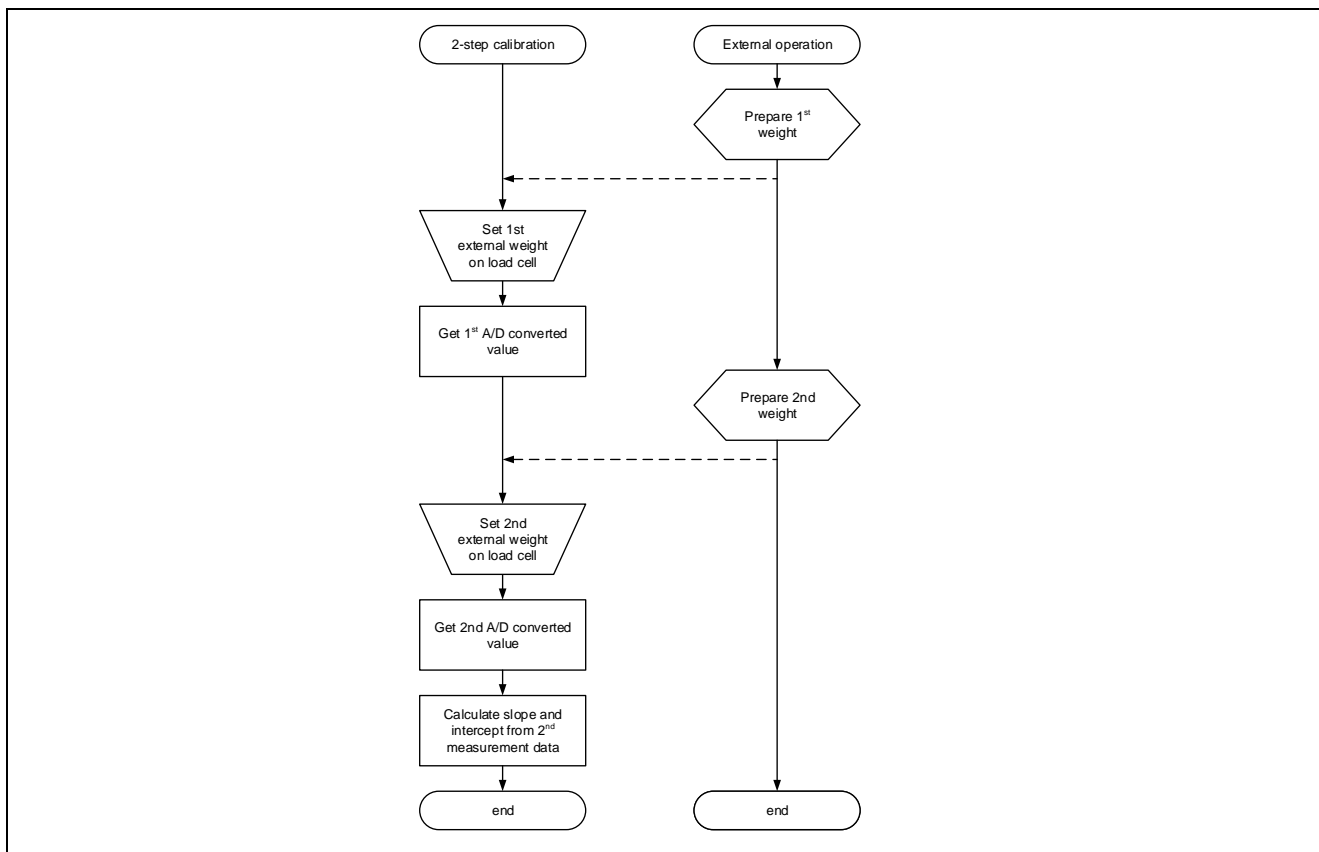 2-step calibration
External operation
Prepare 1st
weight
Set 1st
external weight
on load cell
Get 1st A/D converted
value
Prepare 2nd
weight
Set 2nd
external weight
on load cell
Get 2nd A/D converted
value
Calculate slope and
intercept from 2nd
measurement data
end
end